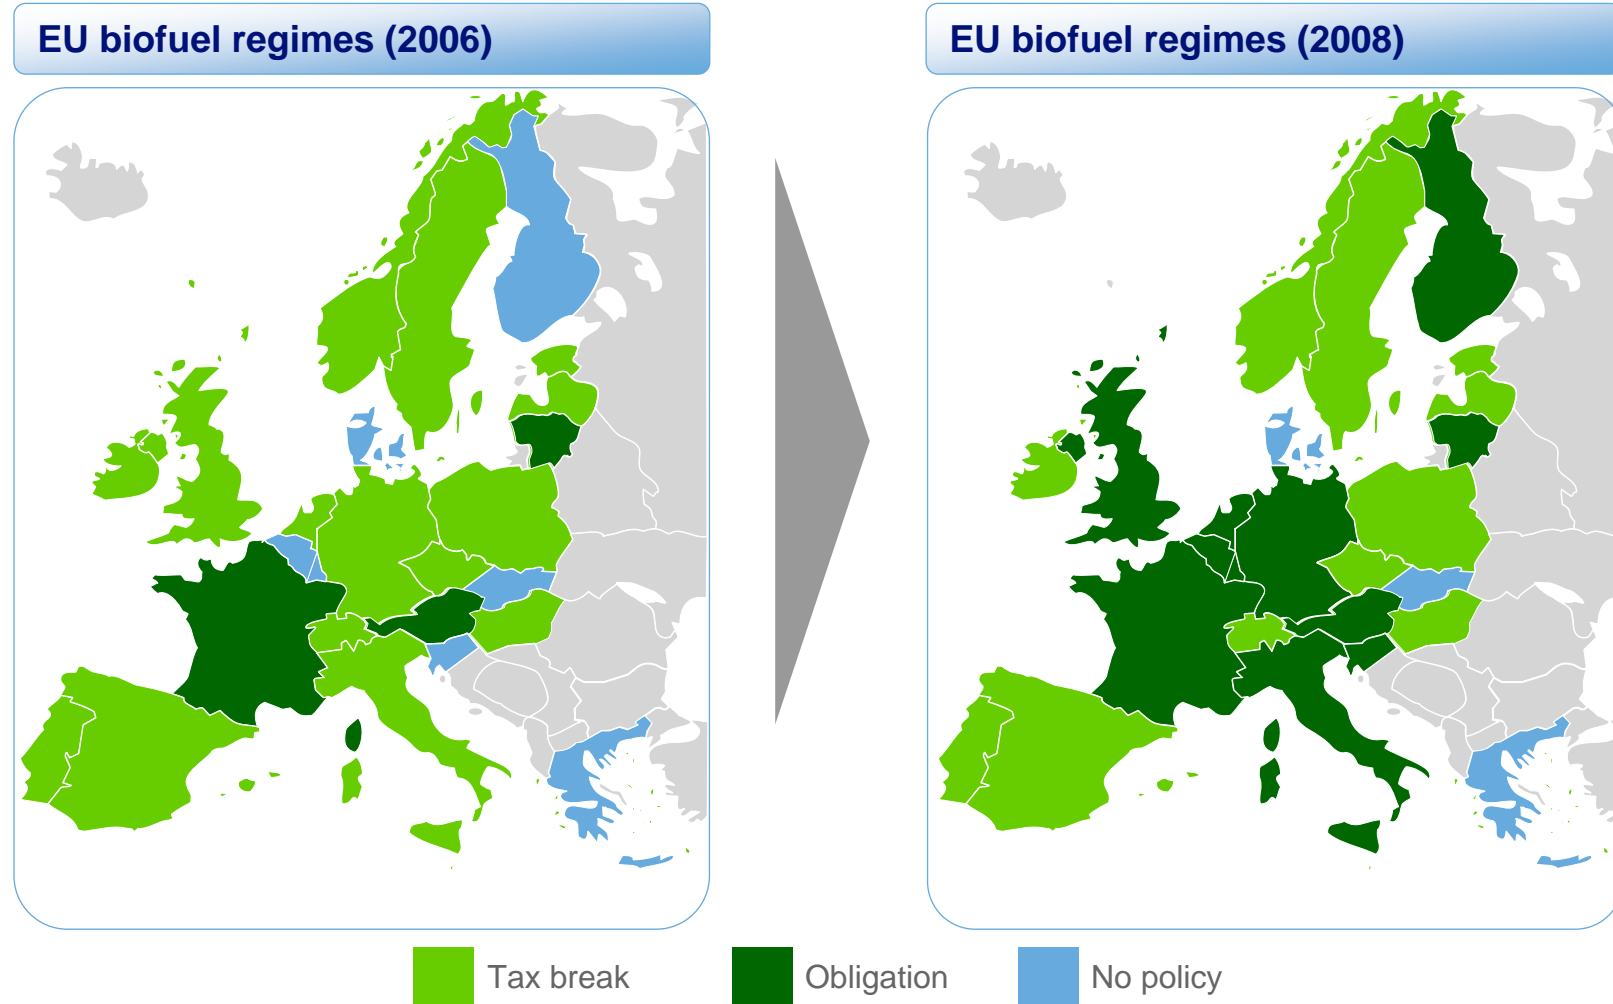 EU biofuel regimes (2006)
EU biofuel regimes (2008)
Tax break
Obligation
No policy